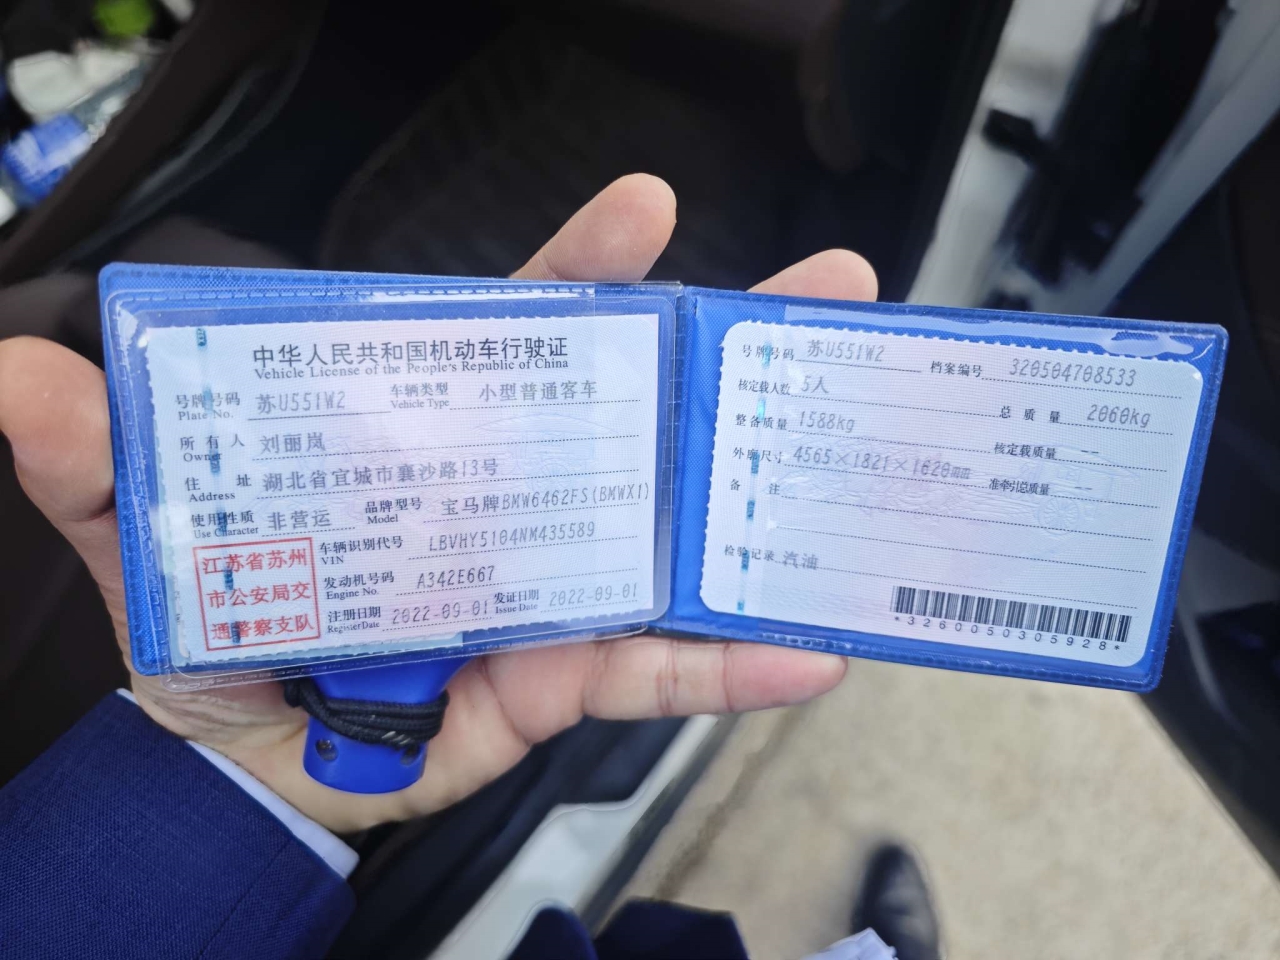 中华人民共和国机动车行驶证
Vehicle License of the People's Republic of China
号牌号码 苏U551W2 车辆类型 小型普通客车
Plate No. Vehicle Type
所有人 刘丽岚
Owner
住址 湖北省宜城市襄沙路13号
Address
使用性质 非营运 品牌型号 宝马牌BMW6462FS(BMWX1)
Use Character Model
江苏省苏州
市公安局交
通警察支队
车辆识别代号 LBVHY5104NM435589
VIN
发动机号码 A342E667
Engine No.
注册日期 2022-09-01 发证日期 2022-09-01
Register Date Issue Date
号牌号码 苏U551W2 档案编号 320504708533
核定载人数 5人 总质量 2060kg
整备质量 1588kg 核定载质量 --
外廓尺寸 4565×1821×1620mm 准牵引总质量 --
备注
检验记录 汽油
*3260050305928*